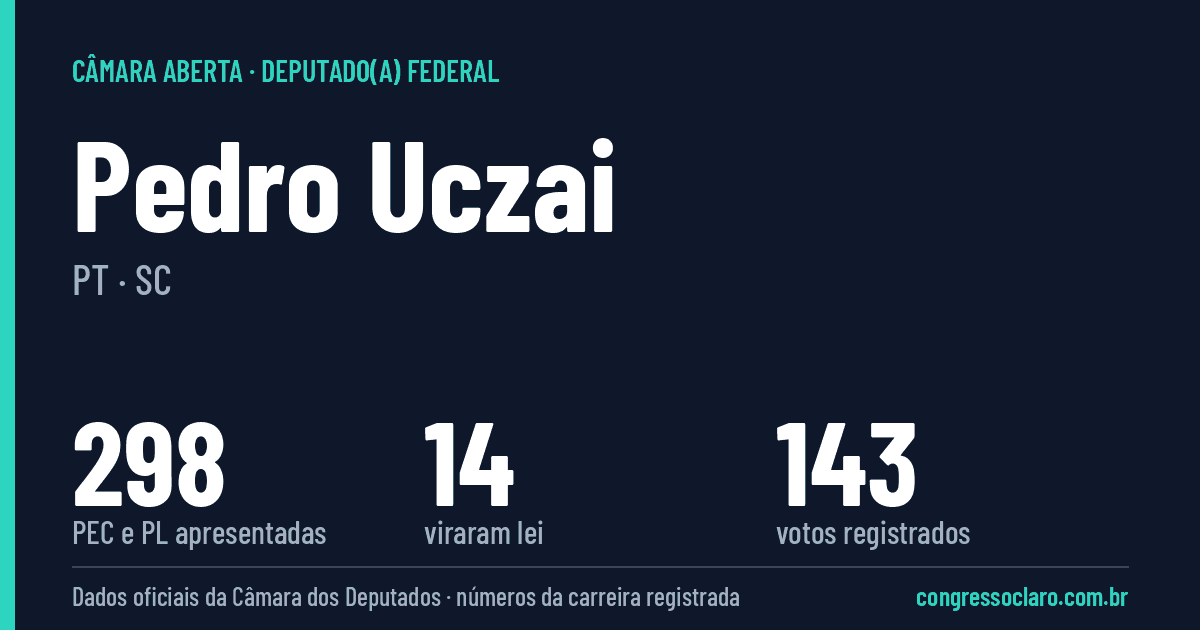 CÂMARA ABERTA · DEPUTADO(A) FEDERAL
Pedro Uczai
PT · SC
298 14 143
PEC e PL apresentadas viraram lei votos registrados
Dados oficiais da Câmara dos Deputados · números da carreira registrada congressoclaro.com.br